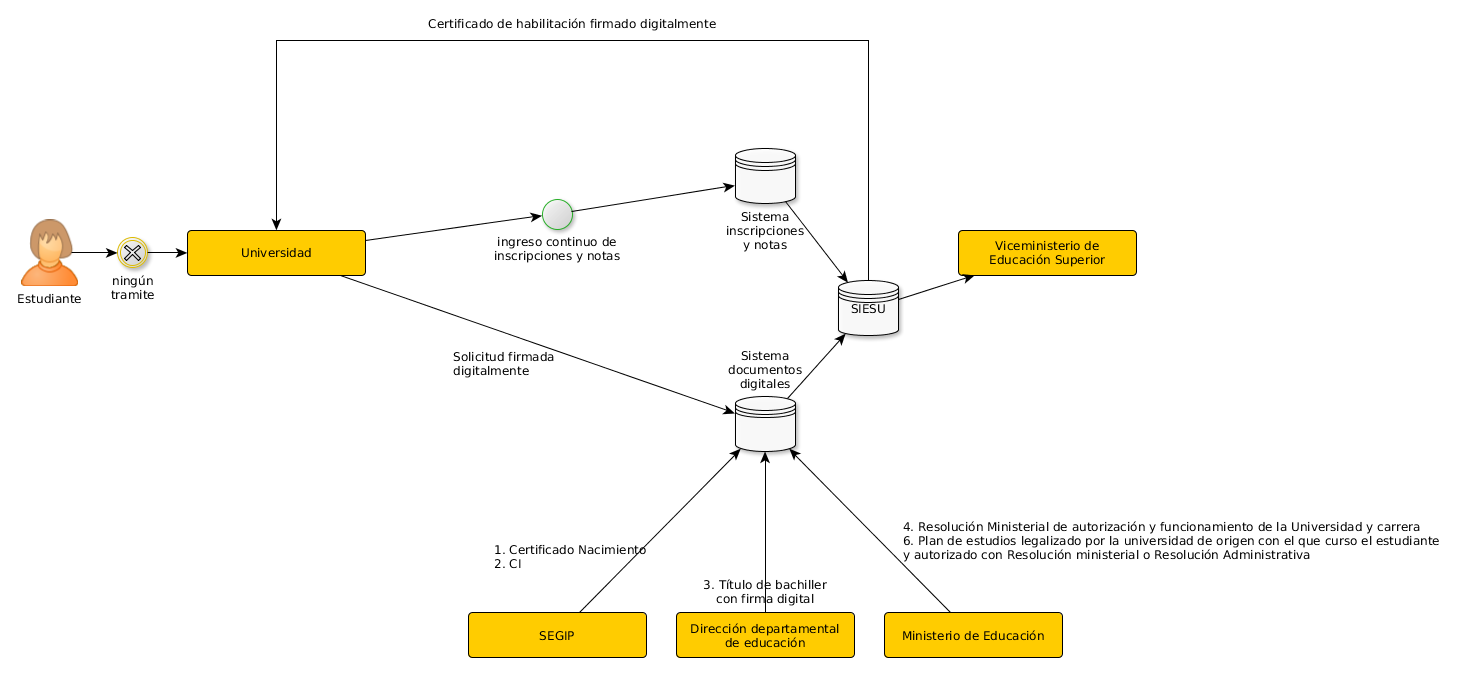 Certificado de habilitación firmado digitalmente
Sistema
inscripciones
y notas
ingreso continuo de
inscripciones y notas
Universidad
Viceministerio de
Educación Superior
ningún
tramite
Estudiante
SIESU
Solicitud firmada
digitalmente
Sistema
documentos
digitales
4. Resolución Ministerial de autorización y funcionamiento de la Universidad y carrera
6. Plan de estudios legalizado por la universidad de origen con el que curso el estudiante
y autorizado con Resolución ministerial o Resolución Administrativa
1. Certificado Nacimiento
2. CI
3. Título de bachiller
con firma digital
SEGIP
Dirección departamental
de educación
Ministerio de Educación